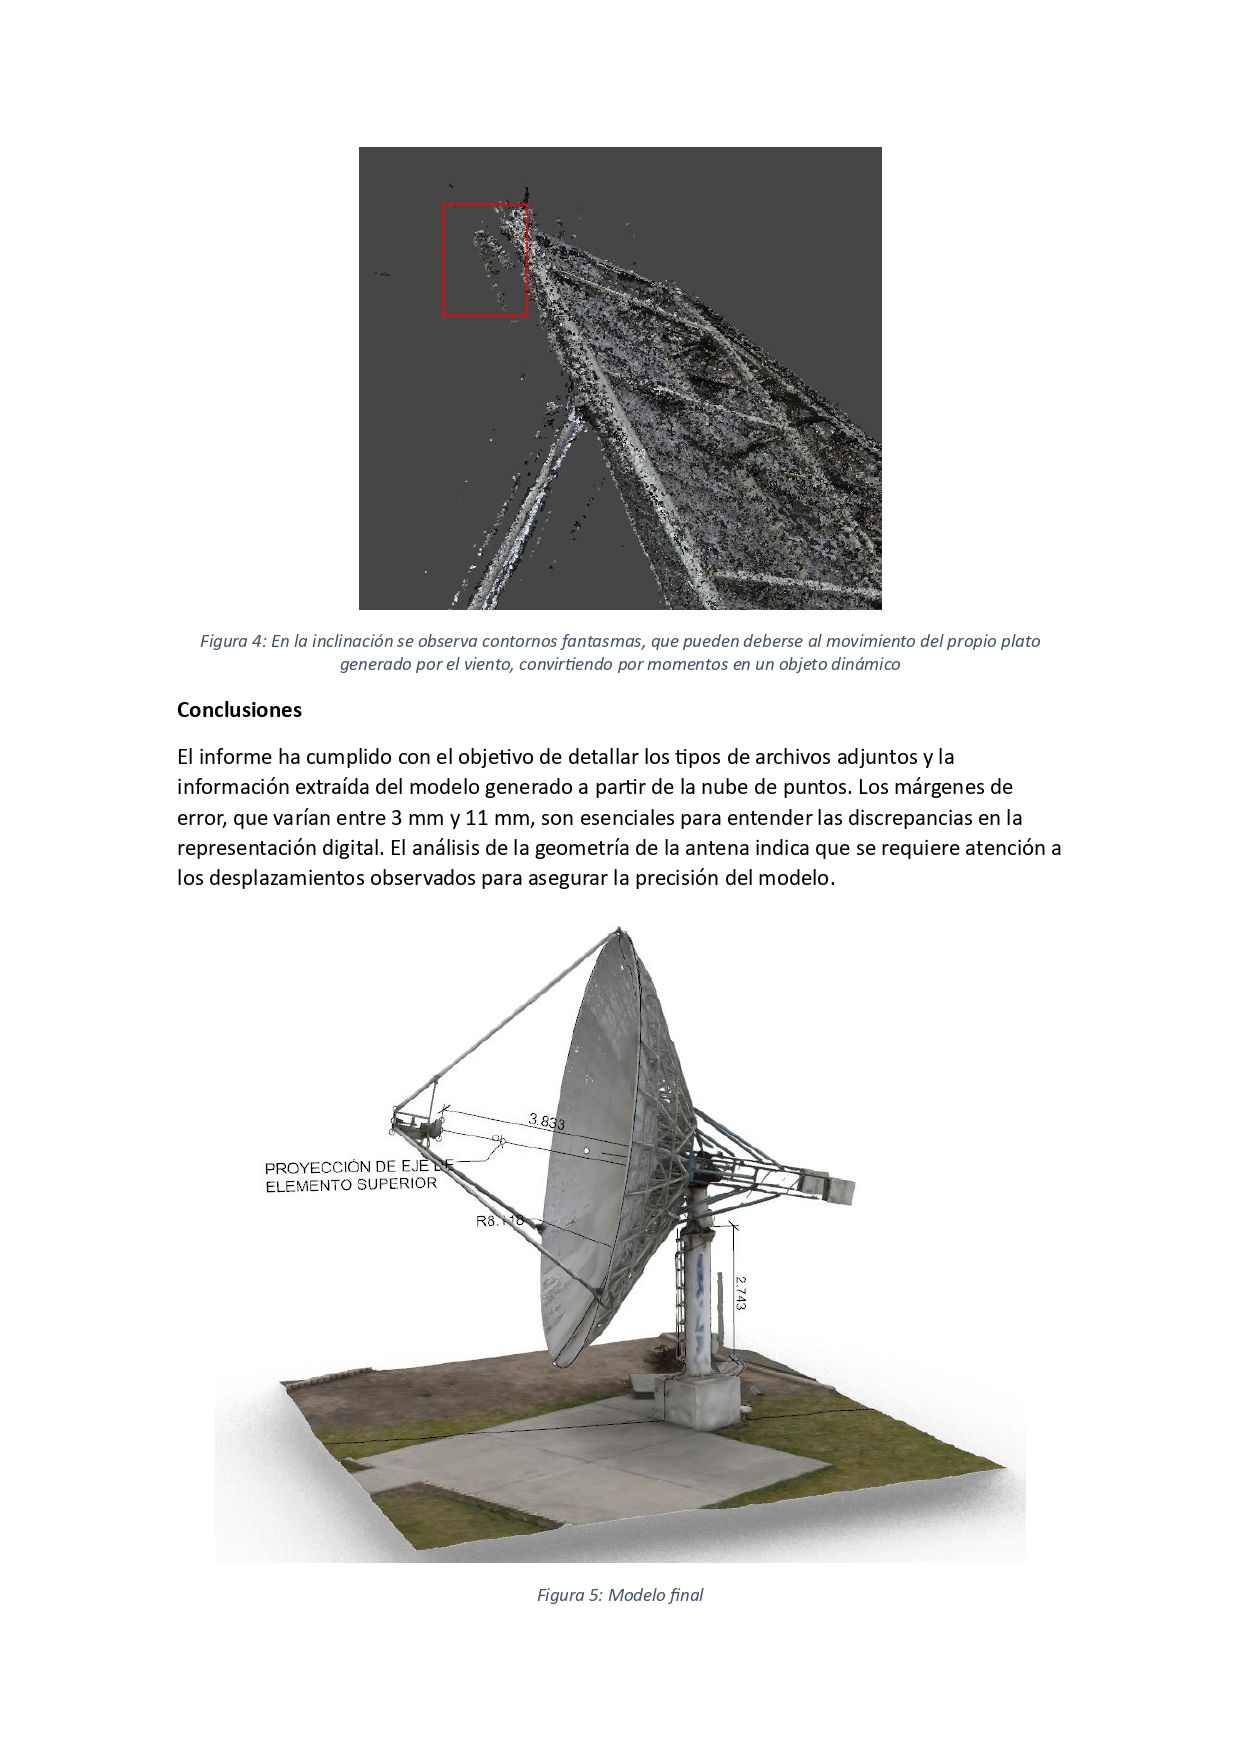 Figura 4: En la inclinación se observa contornos fantasmas, que pueden deberse al movimiento del propio plato
generado por el viento, convirtiendo por momentos en un objeto dinámico
Conclusiones
El informe ha cumplido con el objetivo de detallar los tipos de archivos adjuntos y la
información extraída del modelo generado a partir de la nube de puntos. Los márgenes de
error, que varían entre 3 mm y 11 mm, son esenciales para entender las discrepancias en la
representación digital. El análisis de la geometría de la antena indica que se requiere atención a
los desplazamientos observados para asegurar la precisión del modelo.
3.833
PROYECCIÓN DE EJE DE
ELEMENTO SUPERIOR
2.743
Figura 5: Modelo final